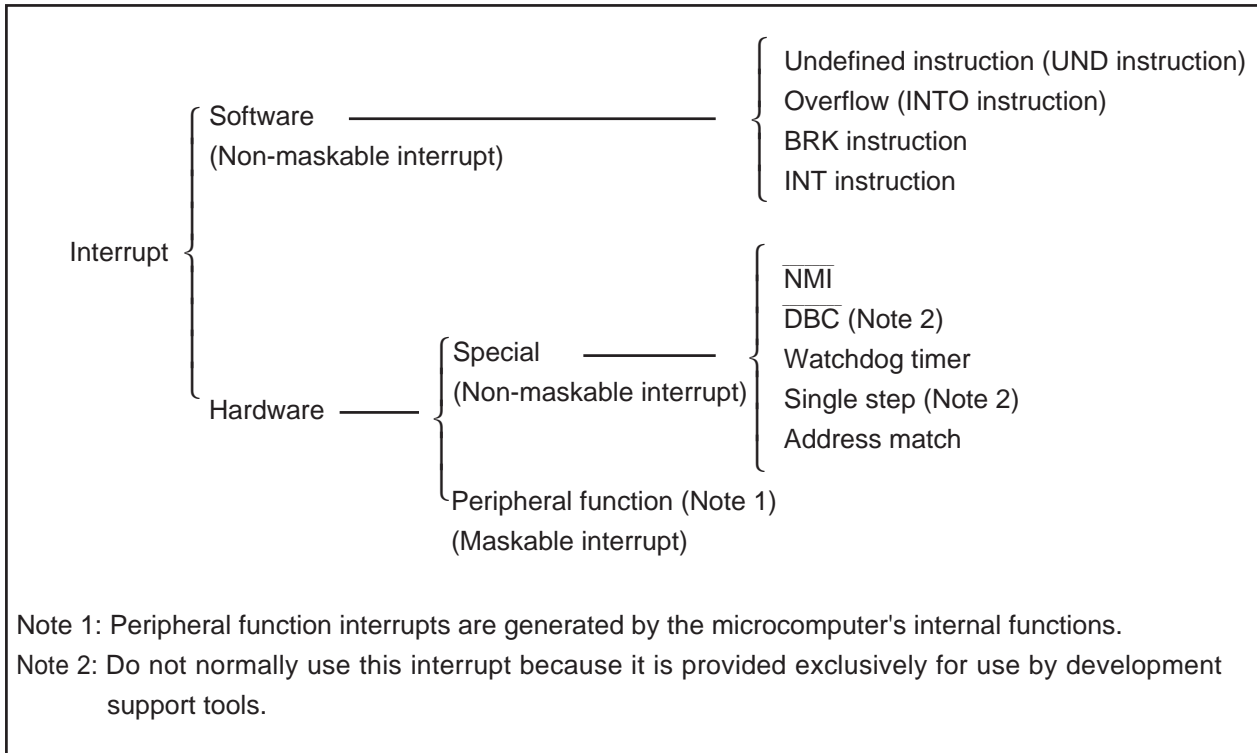 Undefined instruction (UND instruction)
Overflow (INTO instruction)
BRK instruction
INT instruction
Software
(Non-maskable interrupt)
Interrupt
Hardware
Special
(Non-maskable interrupt)
N̅M̅I̅
D̅B̅C̅ (Note 2)
Watchdog timer
Single step (Note 2)
Address match
Peripheral function (Note 1)
(Maskable interrupt)
Note 1: Peripheral function interrupts are generated by the microcomputer's internal functions.
Note 2: Do not normally use this interrupt because it is provided exclusively for use by development
support tools.